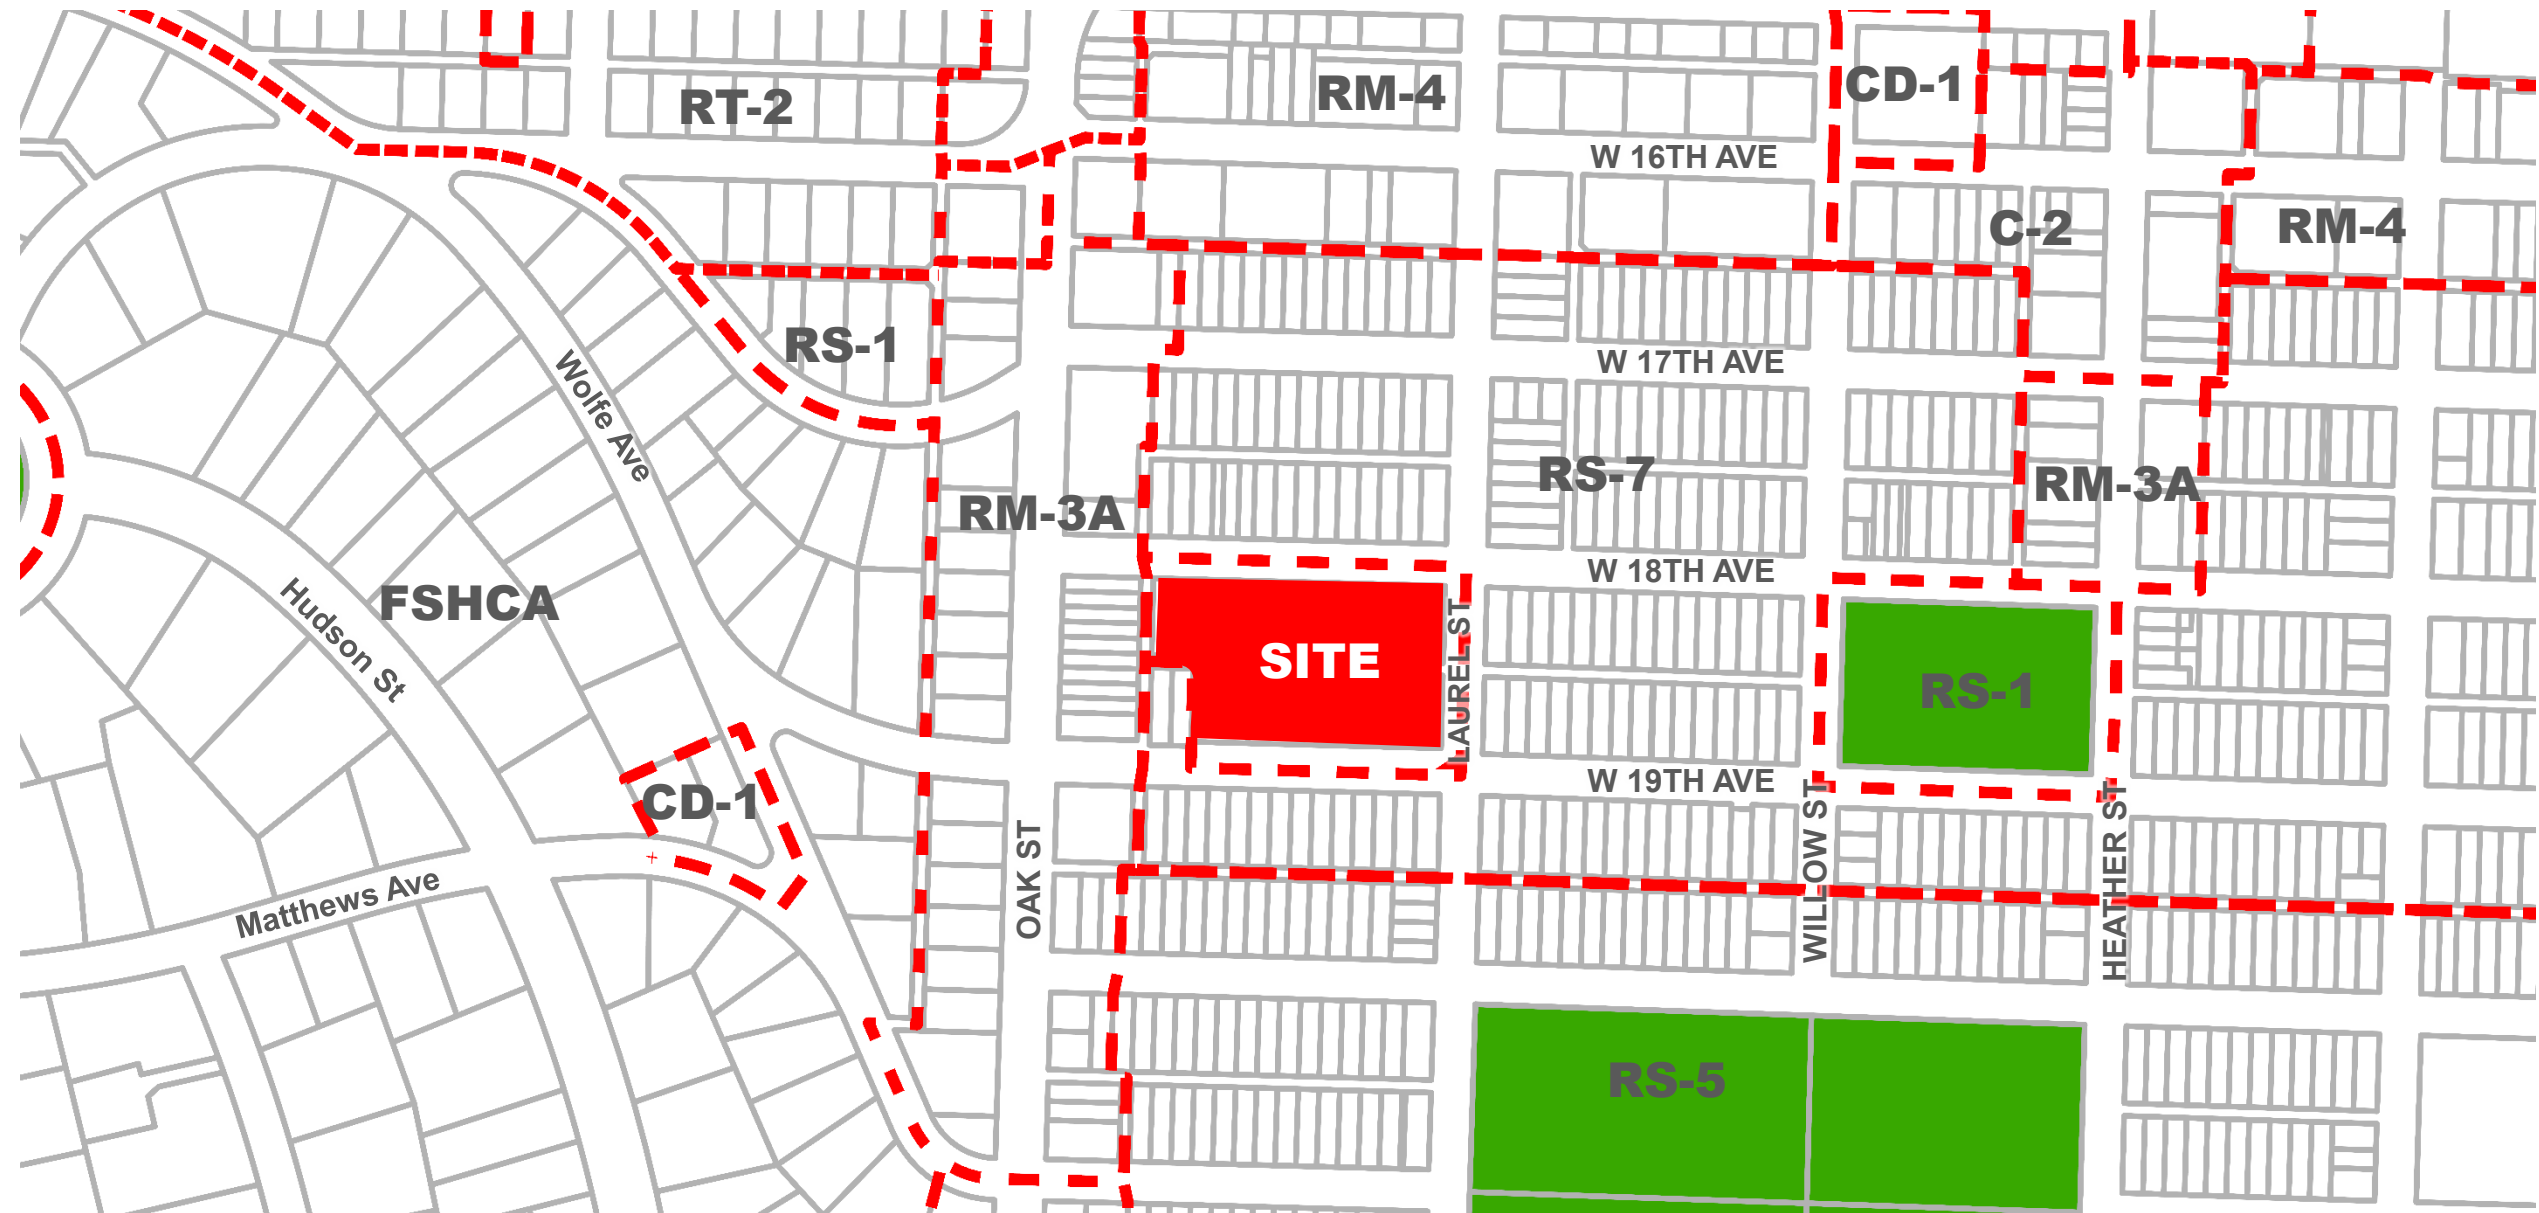 CD-1
RM-4
RT-2
W 16TH AVE
C-2
RM-4
RS-1
W 17TH AVE
Wolfe Ave
RS-7
RM-3A
RM-3A
W 18TH AVE
FSHCA
Hudson St
SITE
LAUREL ST
RS-1
W 19TH AVE
CD-1
OAK ST
WILLOW ST
HEATHER ST
Matthews Ave
RS-5